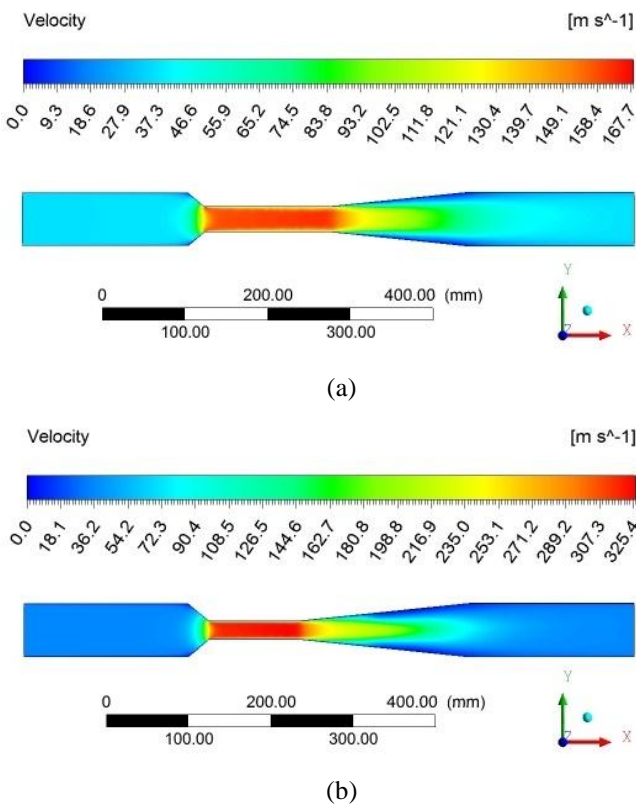 Velocity [m s^-1]
0.0 9.3 18.6 27.9 37.3 46.6 55.9 65.2 74.5 83.8 93.2 102.5 111.8 121.1 130.4 139.7 149.1 158.4 167.7
0 200.00 400.00 (mm)
100.00 300.00
Y
Z X
(a)
Velocity [m s^-1]
0.0 18.1 36.2 54.2 72.3 90.4 108.5 126.5 144.6 162.7 180.8 198.8 216.9 235.0 253.1 271.2 289.2 307.3 325.4
0 200.00 400.00 (mm)
100.00 300.00
Y
Z X
(b)